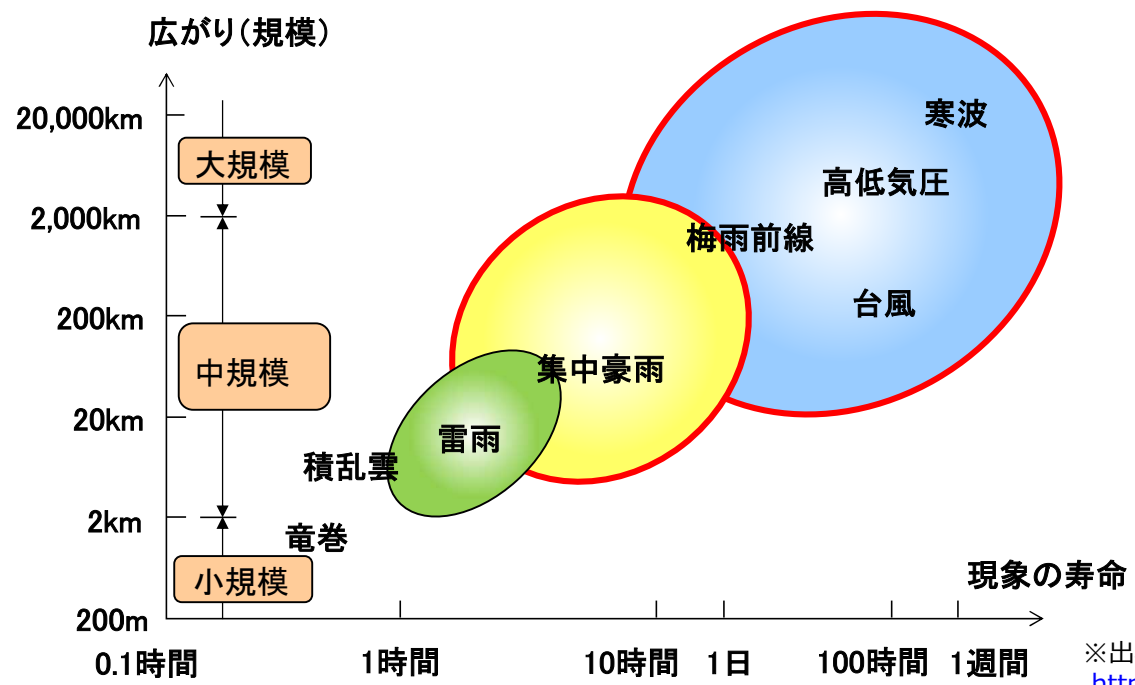 広がり(規模)
20,000km
寒波
大規模
高低気圧
2,000km
梅雨前線
台風
200km
中規模
集中豪雨
20km
雷雨
積乱雲
2km
竜巻
小規模
現象の寿命
200m
0.1時間
1時間
10時間
1日
100時間
1週間
※出
http